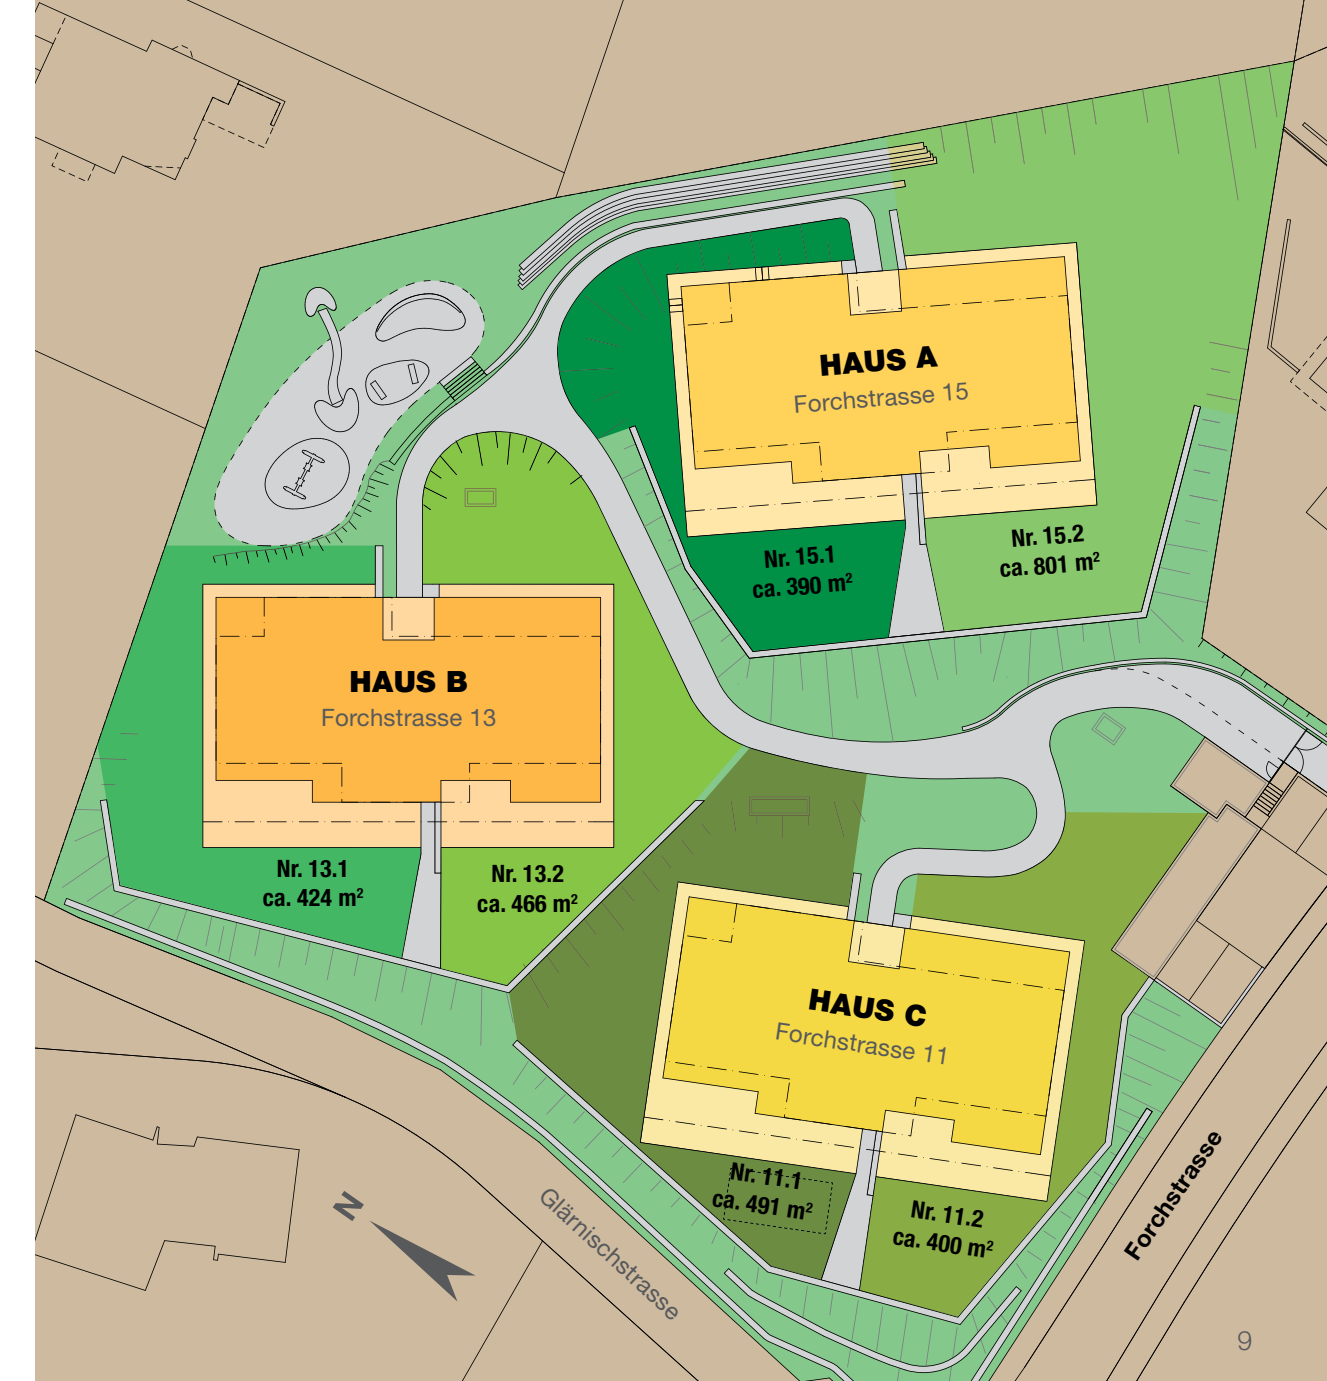 HAUS A
Forchstrasse 15
Nr. 15.1
ca. 390 m²
Nr. 15.2
ca. 801 m²
HAUS B
Forchstrasse 13
Nr. 13.1
ca. 424 m²
Nr. 13.2
ca. 466 m²
HAUS C
Forchstrasse 11
Nr. 11.1
ca. 491 m²
Nr. 11.2
ca. 400 m²
N
Glärnischstrasse
Forchstrasse
9